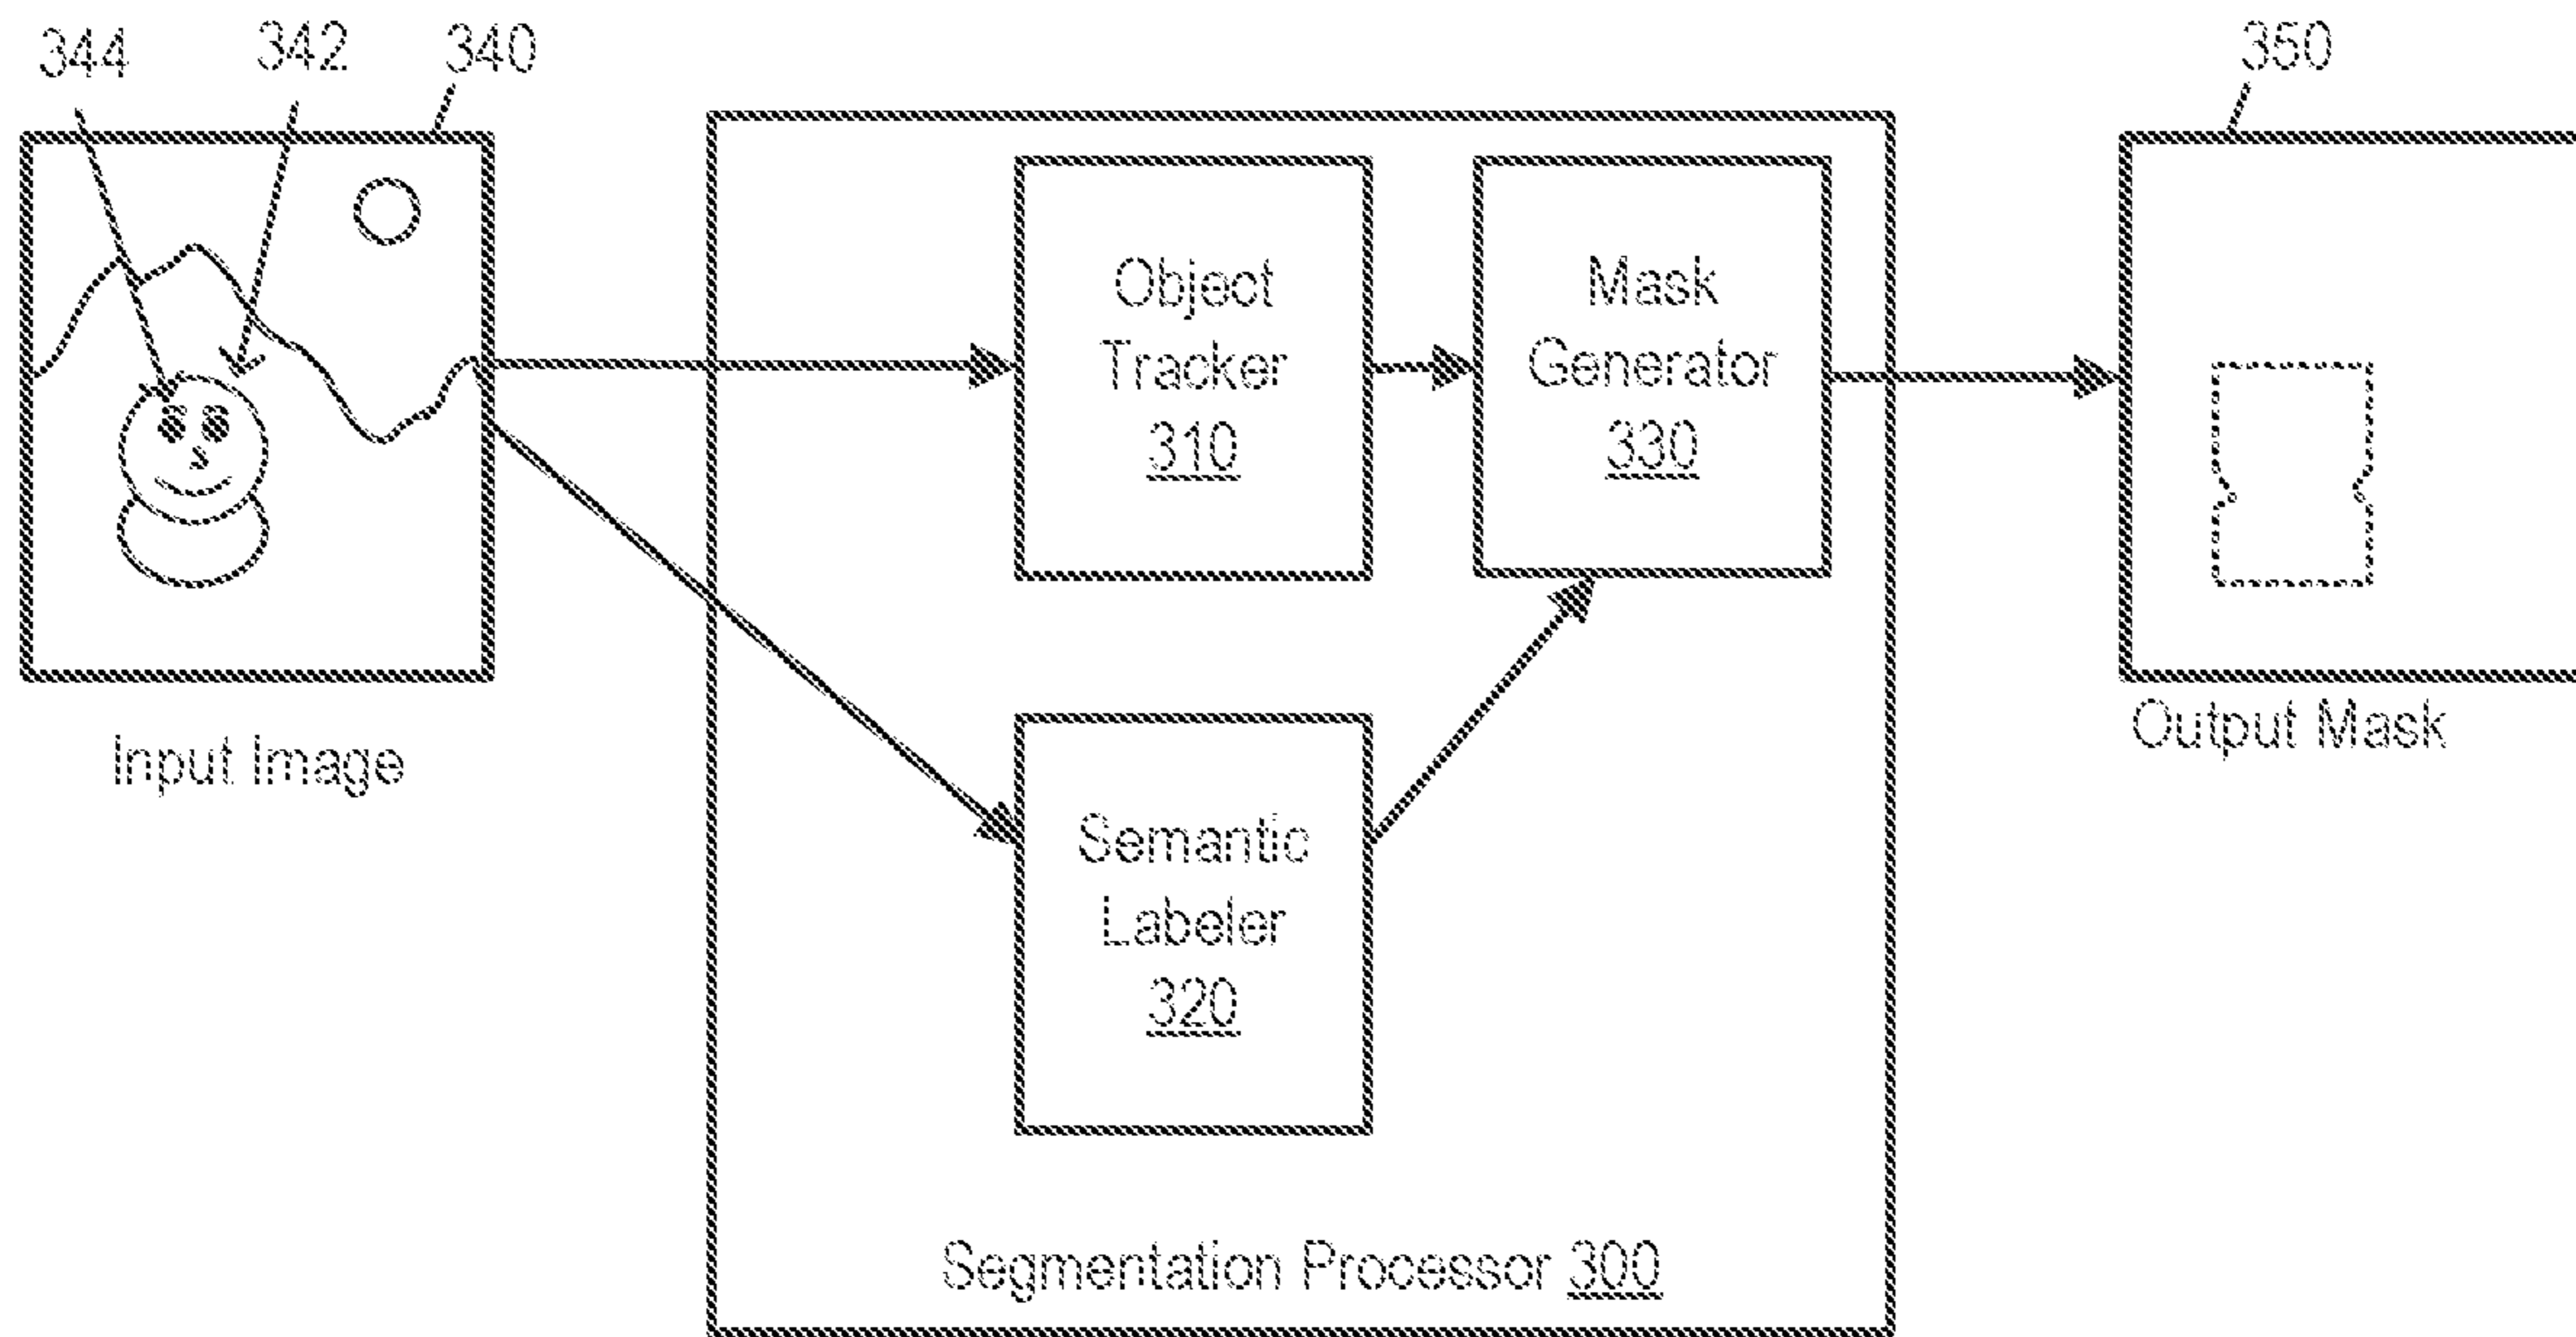 344
342
340
350
Object
Tracker
310
Mask
Generator
330
Input Image
Output Mask
Semantic
Labeler
320
Segmentation Processor 300